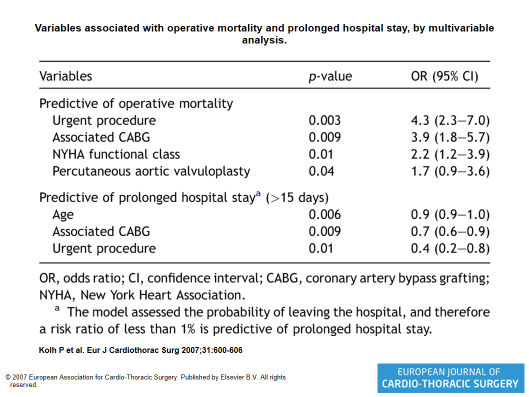 Variables associated with operative mortality and prolonged hospital stay, by multivariable
analysis.
Variables p-value OR (95% CI)
Predictive of operative mortality
Urgent procedure 0.003 4.3 (2.3–7.0)
Associated CABG 0.009 3.9 (1.8–5.7)
NYHA functional class 0.01 2.2 (1.2–3.9)
Percutaneous aortic valvuloplasty 0.04 1.7 (0.9–3.6)
Predictive of prolonged hospital stay a (>15 days)
Age 0.006 0.9 (0.9–1.0)
Associated CABG 0.009 0.7 (0.6–0.9)
Urgent procedure 0.01 0.4 (0.2–0.8)
OR, odds ratio; CI, confidence interval; CABG, coronary artery bypass grafting;
NYHA, New York Heart Association.
a The model assessed the probability of leaving the hospital, and therefore
a risk ratio of less than 1% is predictive of prolonged hospital stay.
Kolh P et al. Eur J Cardiothorac Surg 2007;31:600-606
© 2007 European Association for Cardio-Thoracic Surgery. Published by Elsevier B.V. All rights
reserved.
EUROPEAN JOURNAL OF
CARDIO-THORACIC SURGERY